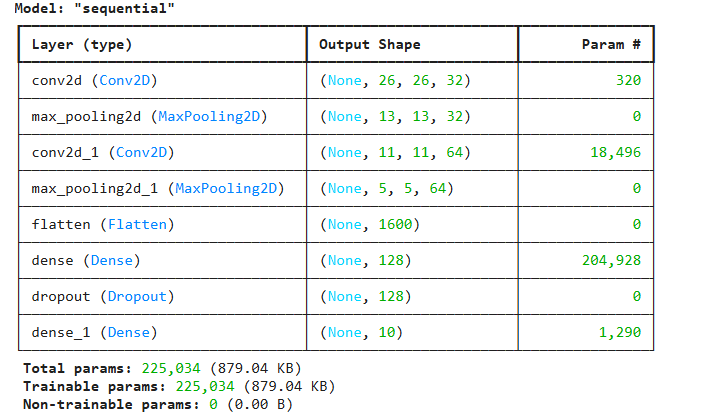 Model: "sequential"
Layer (type) Output Shape Param #
conv2d (Conv2D) (None, 26, 26, 32) 320
max_pooling2d (MaxPooling2D) (None, 13, 13, 32) 0
conv2d_1 (Conv2D) (None, 11, 11, 64) 18,496
max_pooling2d_1 (MaxPooling2D) (None, 5, 5, 64) 0
flatten (Flatten) (None, 1600) 0
dense (Dense) (None, 128) 204,928
dropout (Dropout) (None, 128) 0
dense_1 (Dense) (None, 10) 1,290
Total params: 225,034 (879.04 KB)
Trainable params: 225,034 (879.04 KB)
Non-trainable params: 0 (0.00 B)